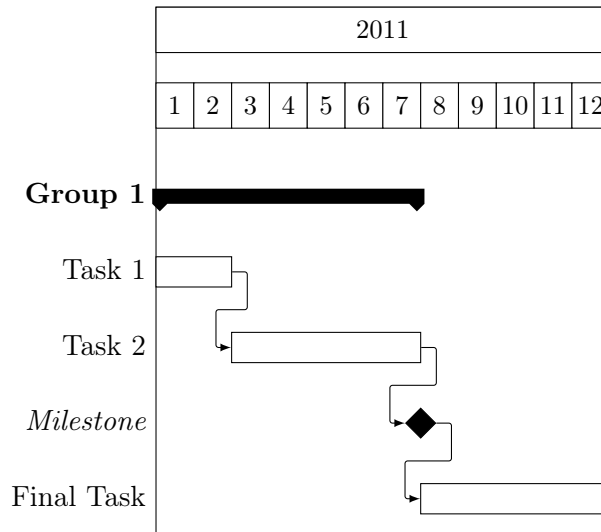 2011
1 2 3 4 5 6 7 8 9 10 11 12
Group 1
Task 1
Task 2
Milestone
Final Task